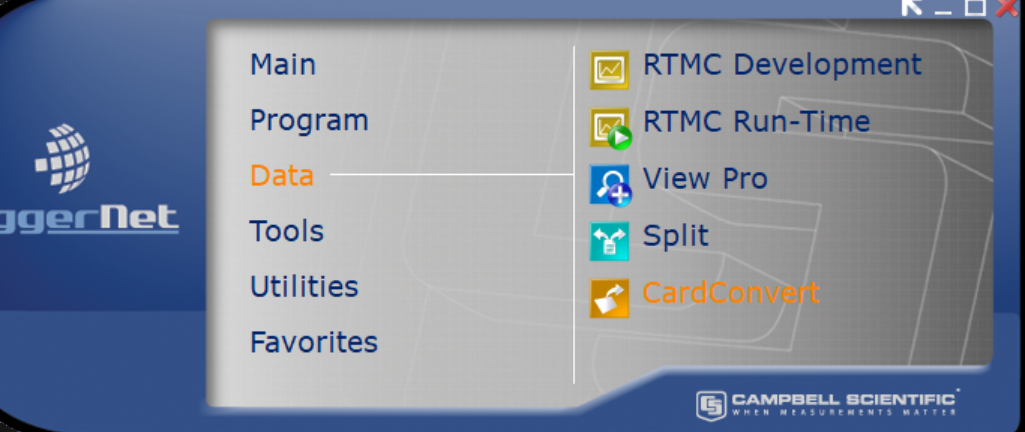 Main
Program
Data
Tools
Utilities
Favorites
RTMC Development
RTMC Run-Time
View Pro
Split
CardConvert
ggerNet
CAMPBELL SCIENTIFIC
WHEN MEASUREMENTS MATTER